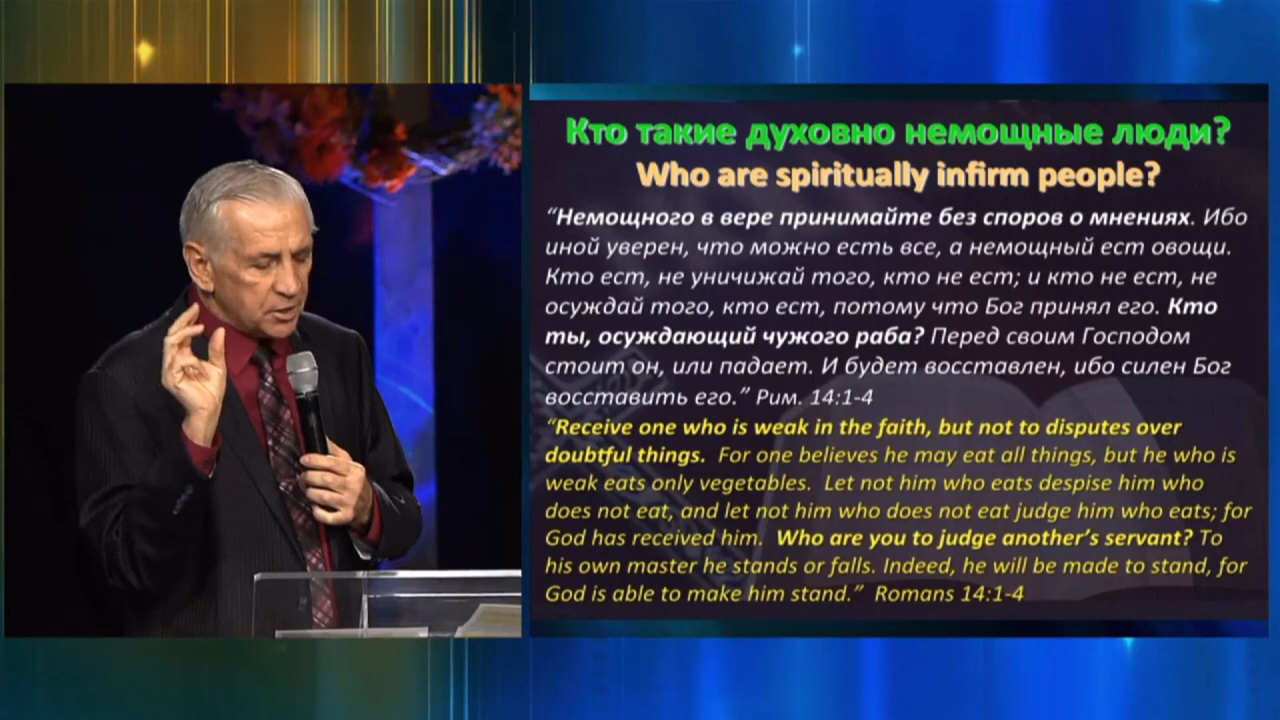 Кто такие духовно немощные люди?
Who are spiritually infirm people?
“Немощного в вере принимайте без споров о мнениях. Ибо
иной уверен, что можно есть все, а немощный ест овощи.
Кто ест, не уничижай того, кто не ест; и кто не ест, не
осуждай того, кто ест, потому что Бог принял его. Кто
ты, осуждающий чужого раба? Перед своим Господом
стоит он, или падает. И будет восставлен, ибо силен Бог
восставить его.” Рим. 14:1-4
“Receive one who is weak in the faith, but not to disputes over
doubtful things. For one believes he may eat all things, but he who is
weak eats only vegetables. Let not him who eats despise him who
does not eat, and let not him who does not eat judge him who eats; for
God has received him. Who are you to judge another’s servant? To
his own master he stands or falls. Indeed, he will be made to stand, for
God is able to make him stand.” Romans 14:1-4